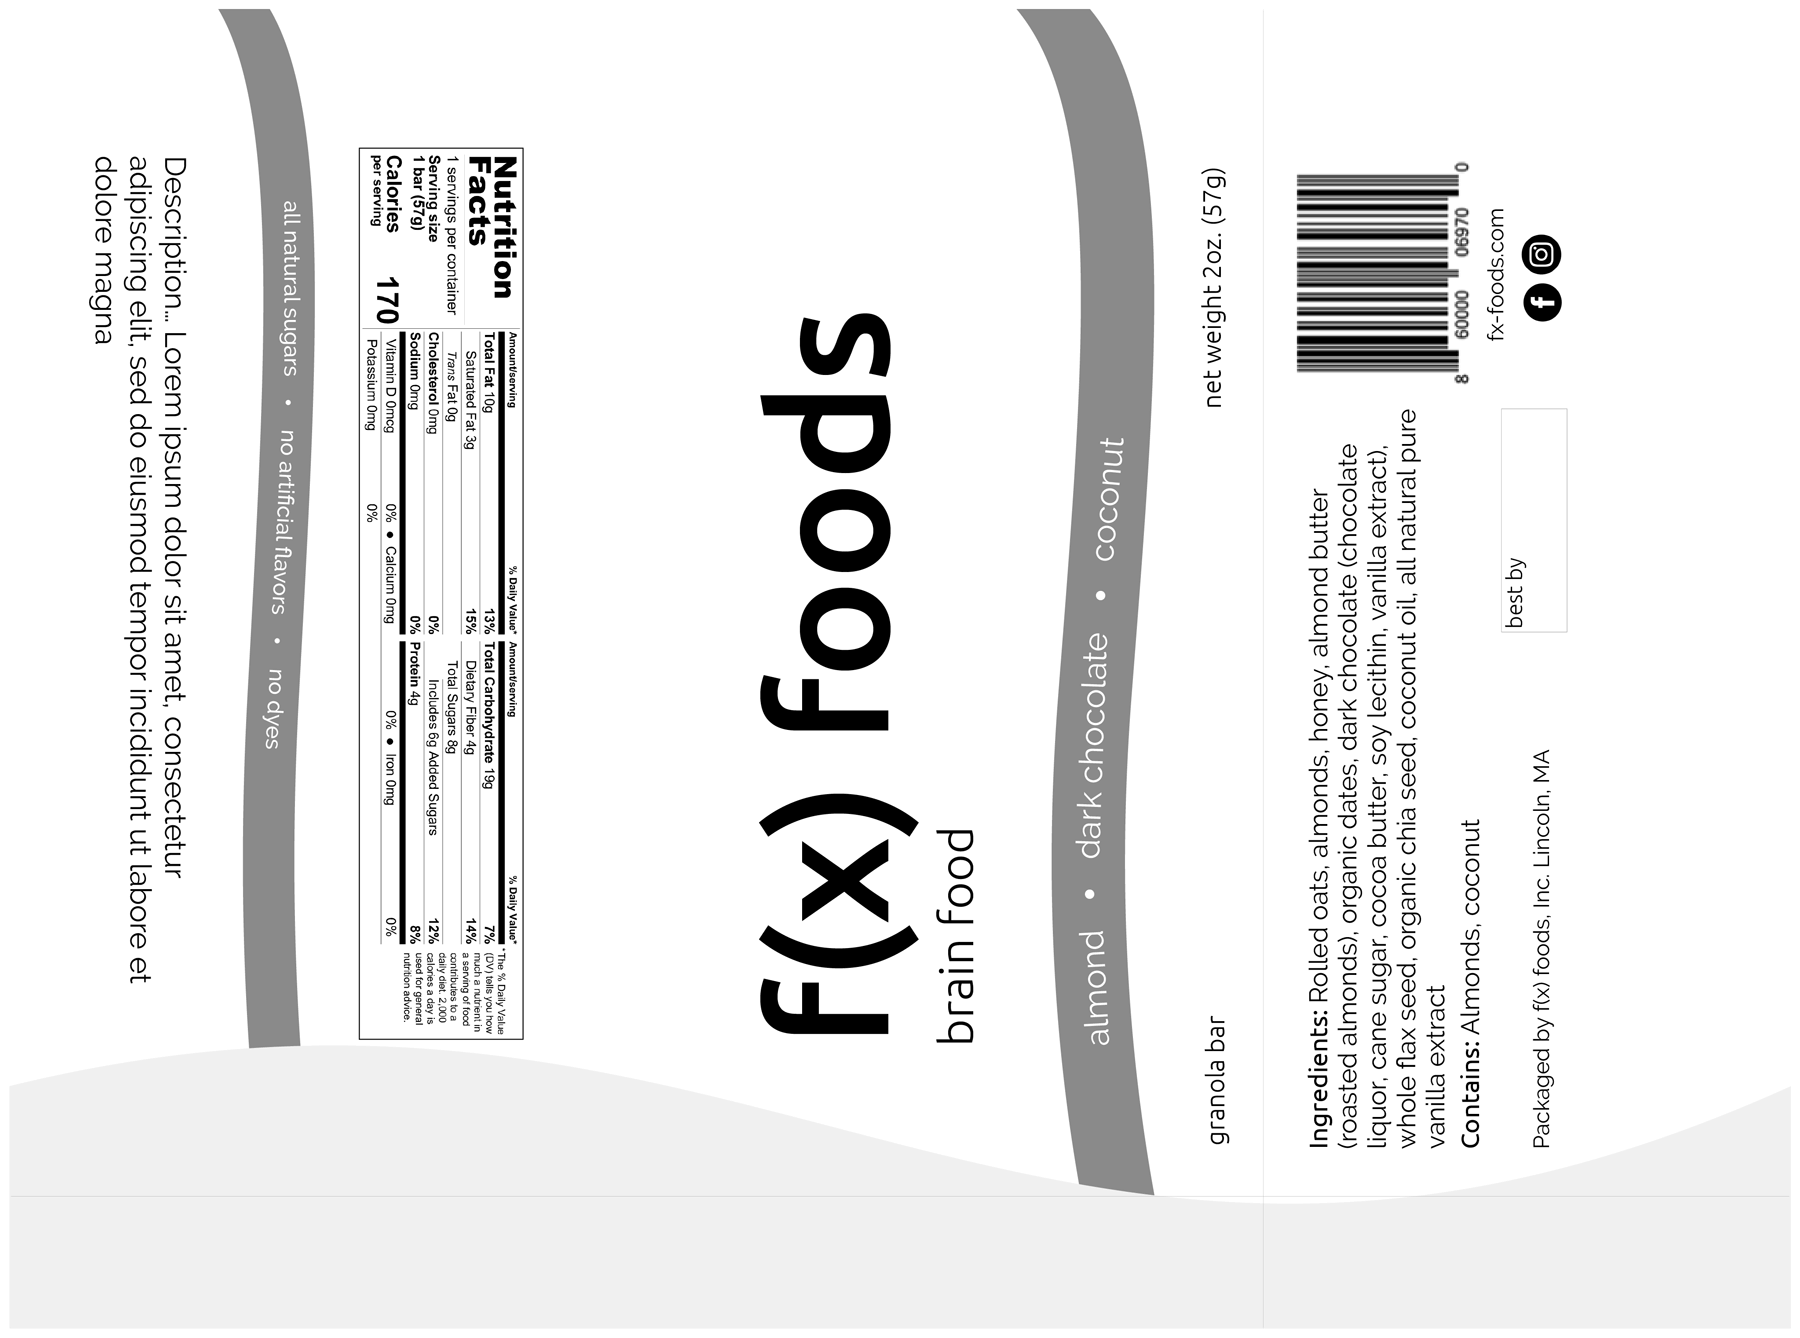 Description... Lorem ipsum dolor sit amet, consectetur
adipiscing elit, sed do eiusmod tempor incididunt ut labore et
dolore magna
all natural sugars • no artificial flavors • no dyes
Nutrition
Facts
1 servings per container
Serving size
1 bar (57g)
Calories
per serving
170
Amount/serving % Daily Value*
Total Fat 10g 13%
Saturated Fat 3g 15%
Trans Fat 0g
Cholesterol 0mg 0%
Sodium 0mg 0%
Amount/serving % Daily Value*
Total Carbohydrate 19g 7%
Dietary Fiber 4g 14%
Total Sugars 8g
Includes 6g Added Sugars 12%
Protein 4g 8%
Vitamin D 0mcg 0% • Calcium 0mg 0% • Iron 0mg 0%
Potassium 0mg 0%
*The % Daily Value
(DV) tells you how
much a nutrient in
a serving of food
contributes to a
daily diet. 2,000
calories a day is
used for general
nutrition advice.
f(x) foods
brain food
almond • dark chocolate • coconut
granola bar
net weight 2oz. (57g)
Ingredients: Rolled oats, almonds, honey, almond butter
(roasted almonds), organic dates, dark chocolate (chocolate
liquor, cane sugar, cocoa butter, soy lecithin, vanilla extract),
whole flax seed, organic chia seed, coconut oil, all natural pure
vanilla extract
Contains: Almonds, coconut
Packaged by f(x) foods, Inc. Lincoln, MA
best by
8 60000 06970 0
fx-foods.com